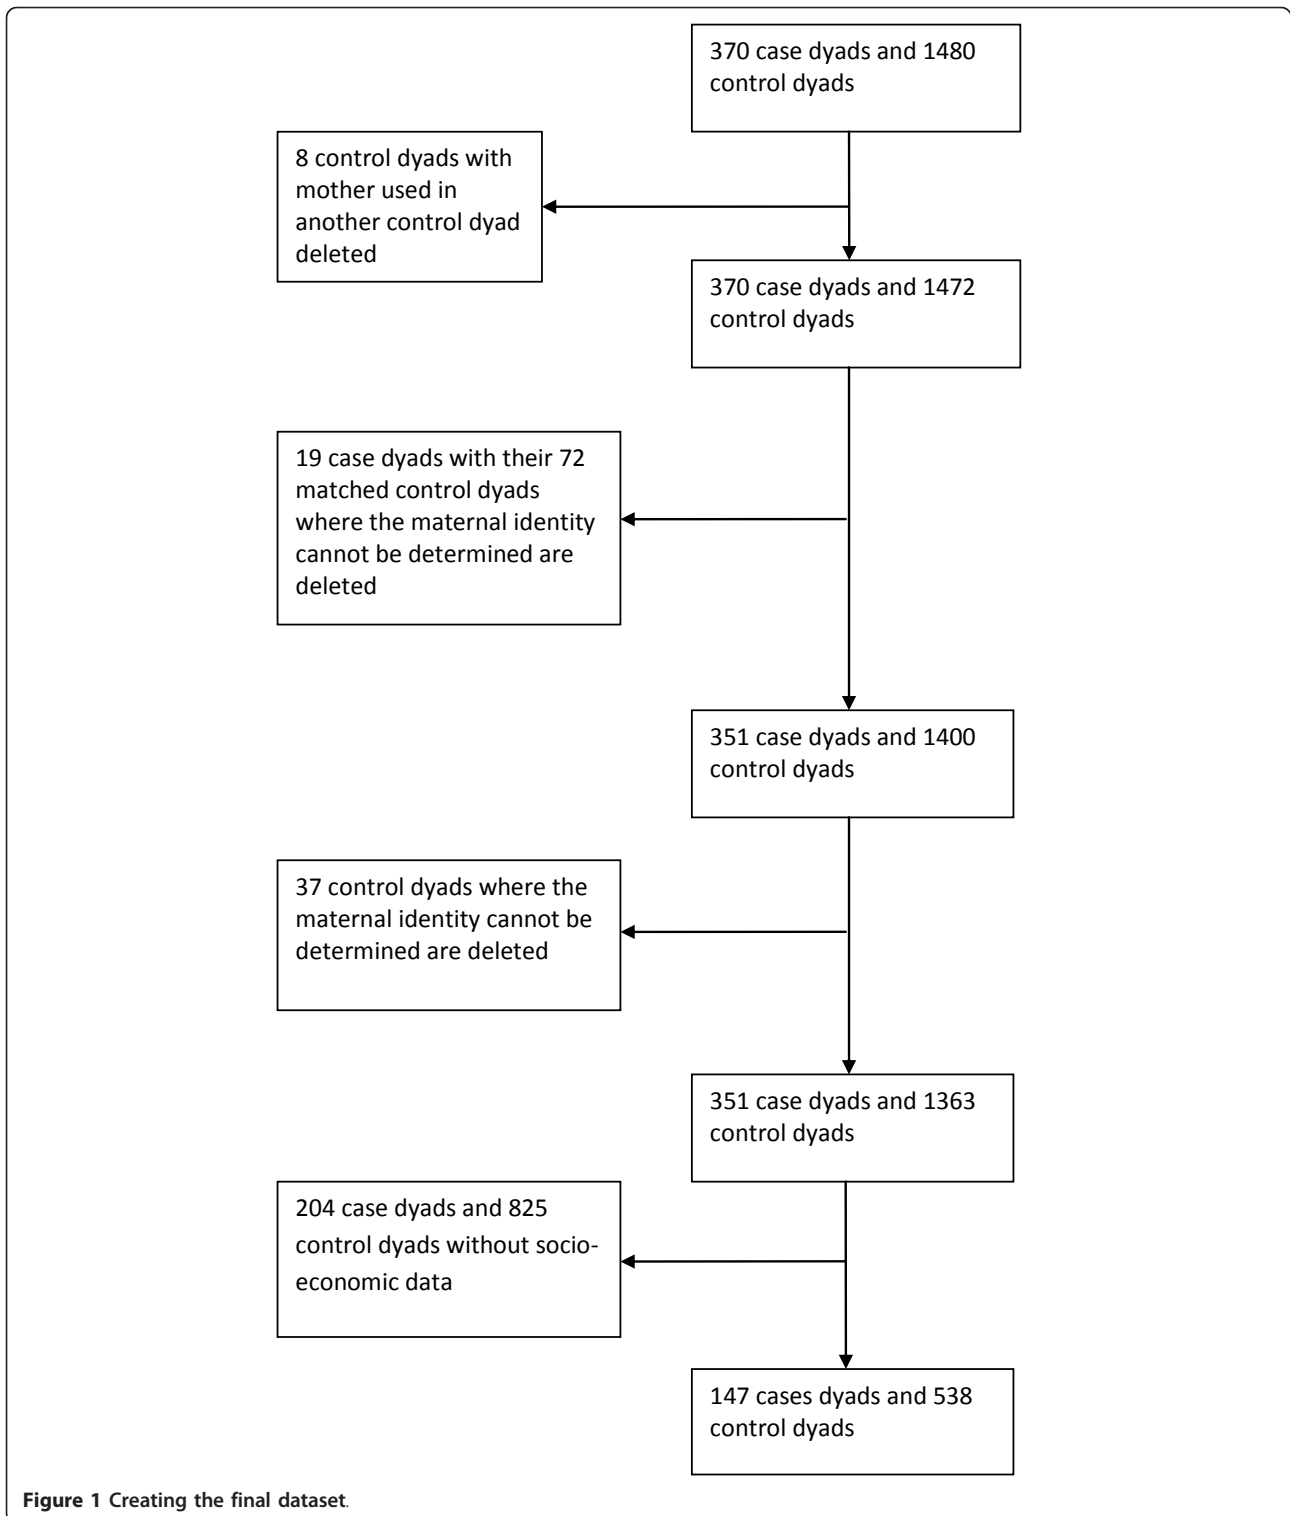 370 case dyads and 1480
control dyads
8 control dyads with
mother used in
another control dyad
deleted
370 case dyads and 1472
control dyads
19 case dyads with their 72
matched control dyads
where the maternal identity
cannot be determined are
deleted
351 case dyads and 1400
control dyads
37 control dyads where the
maternal identity cannot be
determined are deleted
351 case dyads and 1363
control dyads
204 case dyads and 825
control dyads without socio-
economic data
147 cases dyads and 538
control dyads
Figure 1 Creating the final dataset.